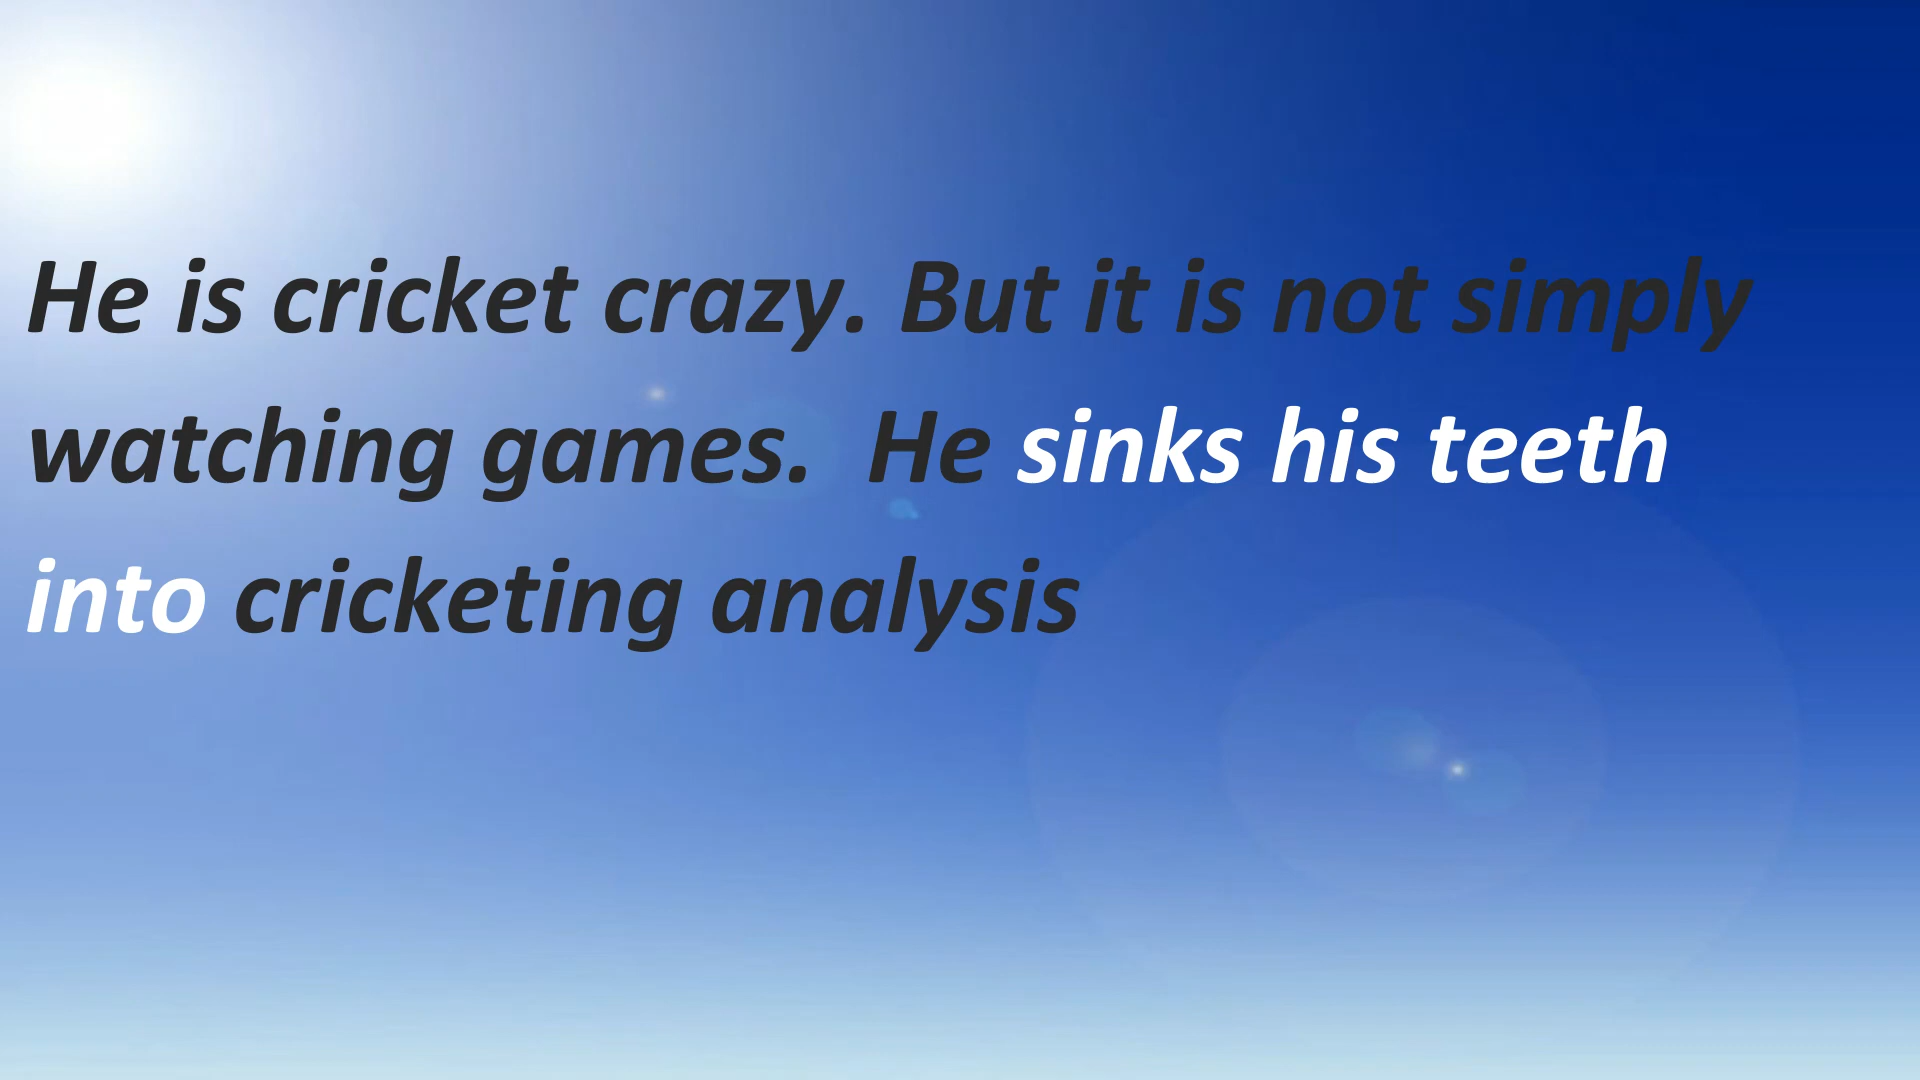 He is cricket crazy. But it is not simply
watching games.  He sinks his teeth
into cricketing analysis